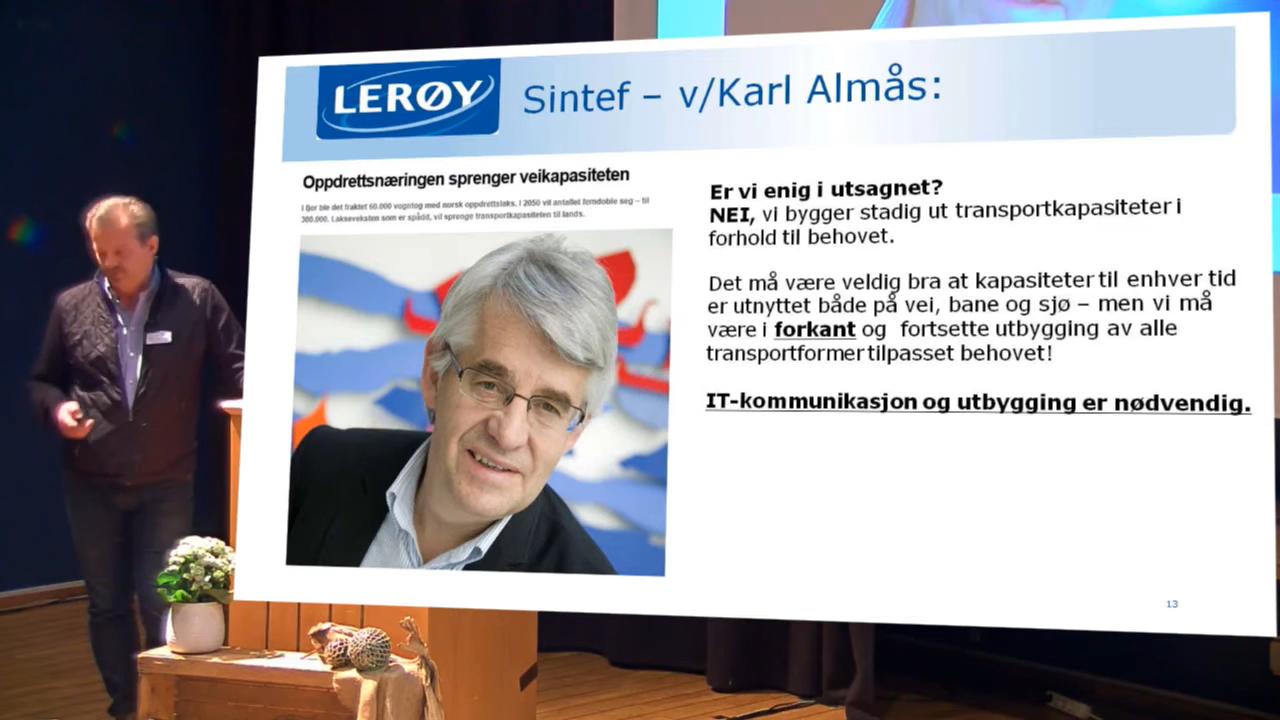 LERØY
Sintef – v/Karl Almås:
Oppdrettsnæringen sprenger veikapasiteten
I fjor ble det fraktet 60.000 vogntog med norsk oppdrettslaks. I 2050 vil antallet femdoble seg – til
300.000. Lakseveksten som er spådd, vil sprenge transportkapasiteten til lands.
Er vi enig i utsagnet?
NEI, vi bygger stadig ut transportkapasiteter i
forhold til behovet.
Det må være veldig bra at kapasiteter til enhver tid
er utnyttet både på vei, bane og sjø – men vi må
være i forkant og fortsette utbygging av alle
transportformer tilpasset behovet!
IT-kommunikasjon og utbygging er nødvendig.
13